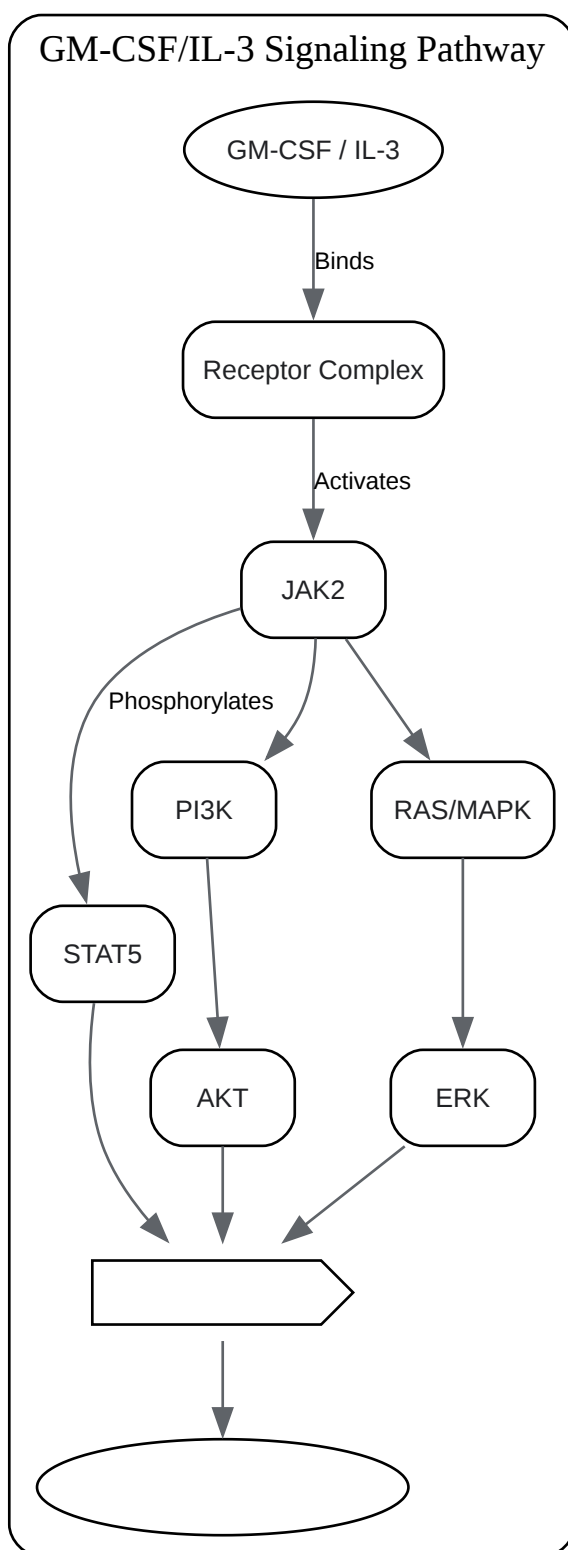 GM-CSF/IL-3 Signaling Pathway
GM-CSF / IL-3
Binds
Receptor Complex
Activates
JAK2
Phosphorylates
PI3K
RAS/MAPK
STAT5
AKT
ERK